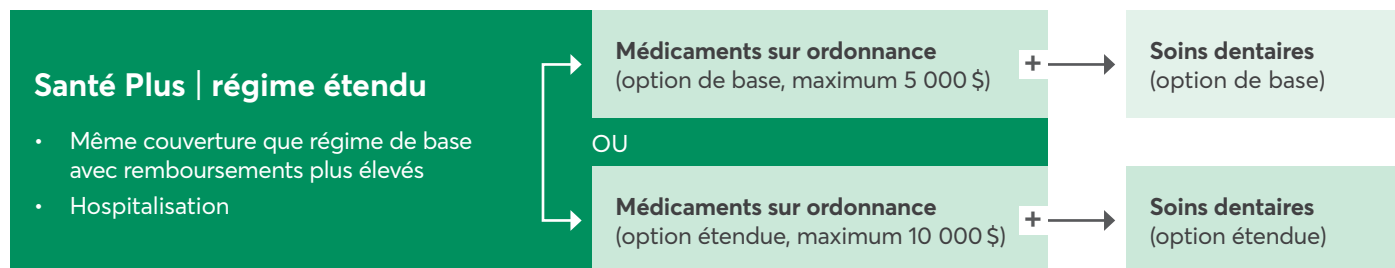 Santé Plus | régime étendu
• Même couverture que régime de base
avec remboursements plus élevés
• Hospitalisation
Médicaments sur ordonnance
(option de base, maximum 5 000 $)
+
Soins dentaires
(option de base)
OU
Médicaments sur ordonnance
(option étendue, maximum 10 000 $)
+
Soins dentaires
(option étendue)